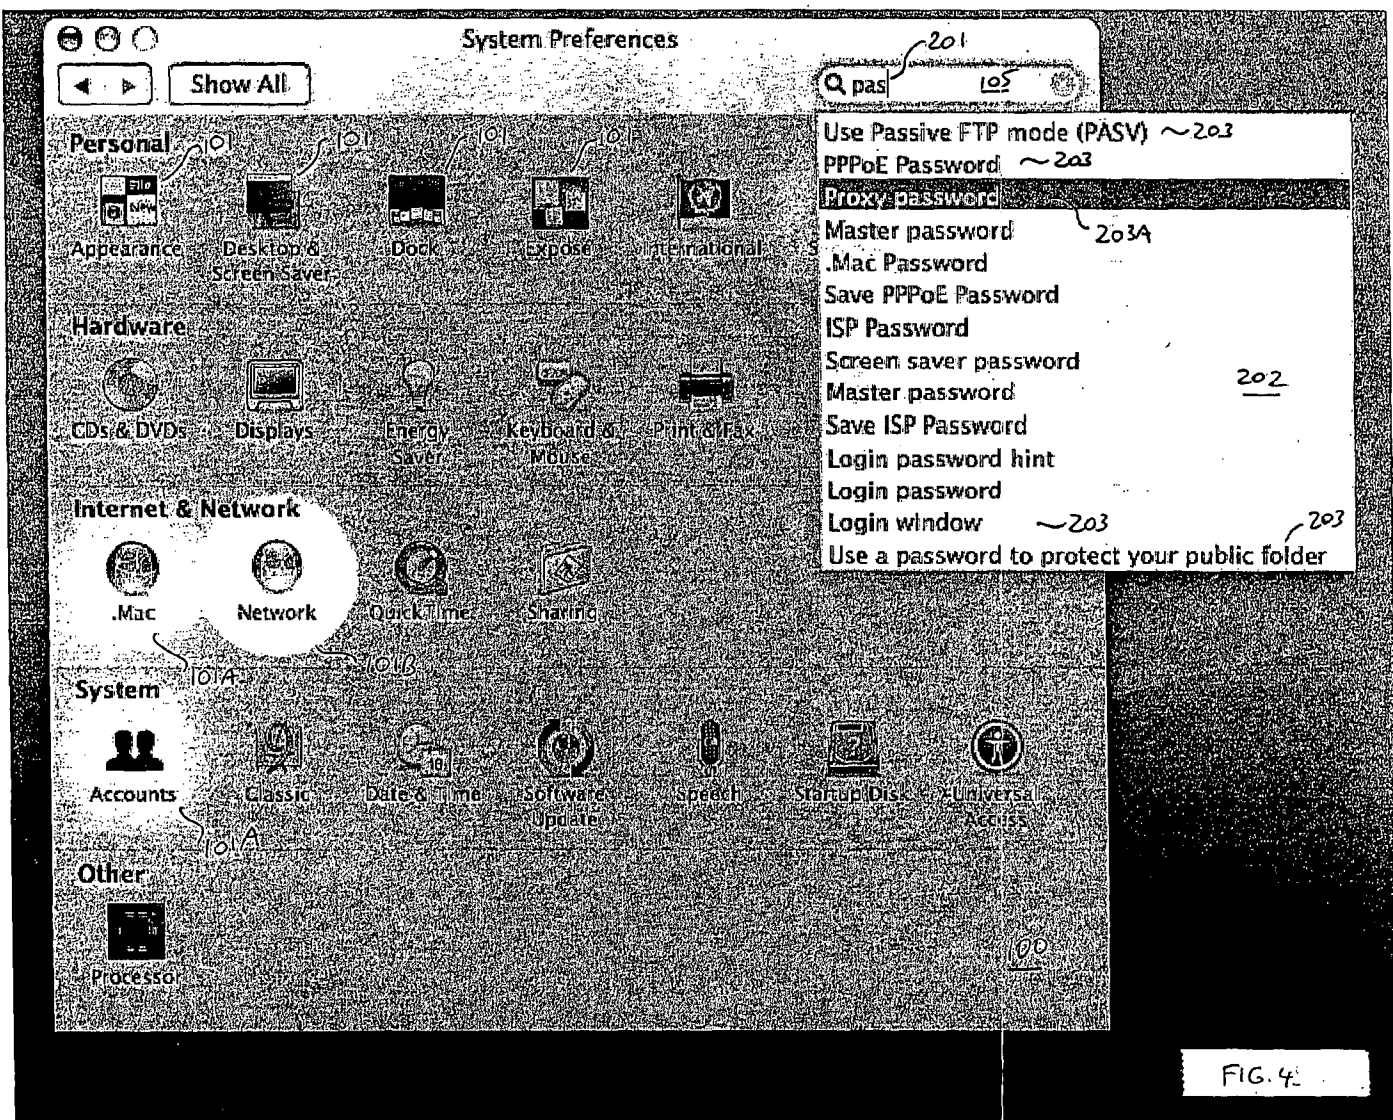 System Preferences
201
Show All
pas
105
Use Passive FTP mode (PASV) 203
PPPoE Password 203
Proxy password
203A
Master password
.Mac Password
Save PPPoE Password
ISP Password
Screen saver password
Master password
202
Save ISP Password
Login password hint
Login password
Login window 203
203
Use a password to protect your public folder
Personal
101 101 101 101
File
New
Appearance Desktop & Screen Saver Dock Expose International S
Hardware
CDs & DVDs Displays Energy Saver Keyboard & Mouse Print & Fax
Internet & Network
.Mac Network QuickTime Sharing
101A 101B
System
Accounts Classic Date & Time Software Update Speech Startup Disk Universal Access
101A
Other
Processor
100
FIG. 4